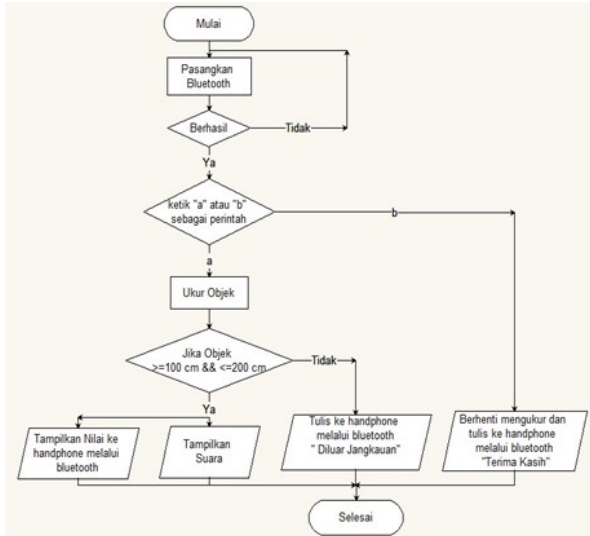 Mulai
Pasangkan
Bluetooth
Berhasil
Tidak
Ya
ketik "a" atau "b"
sebagai perintah
b
a
Ukur Objek
Jika Objek
>=100 cm && <=200 cm
Tidak
Ya
Tampilkan Nilai ke
handphone melalui
bluetooth
Tampilkan
Suara
Tulis ke handphone
melalui bluetooth
" Diluar Jangkauan"
Berhenti mengukur dan
tulis ke handphone
melalui bluetooth
"Terima Kasih"
Selesai